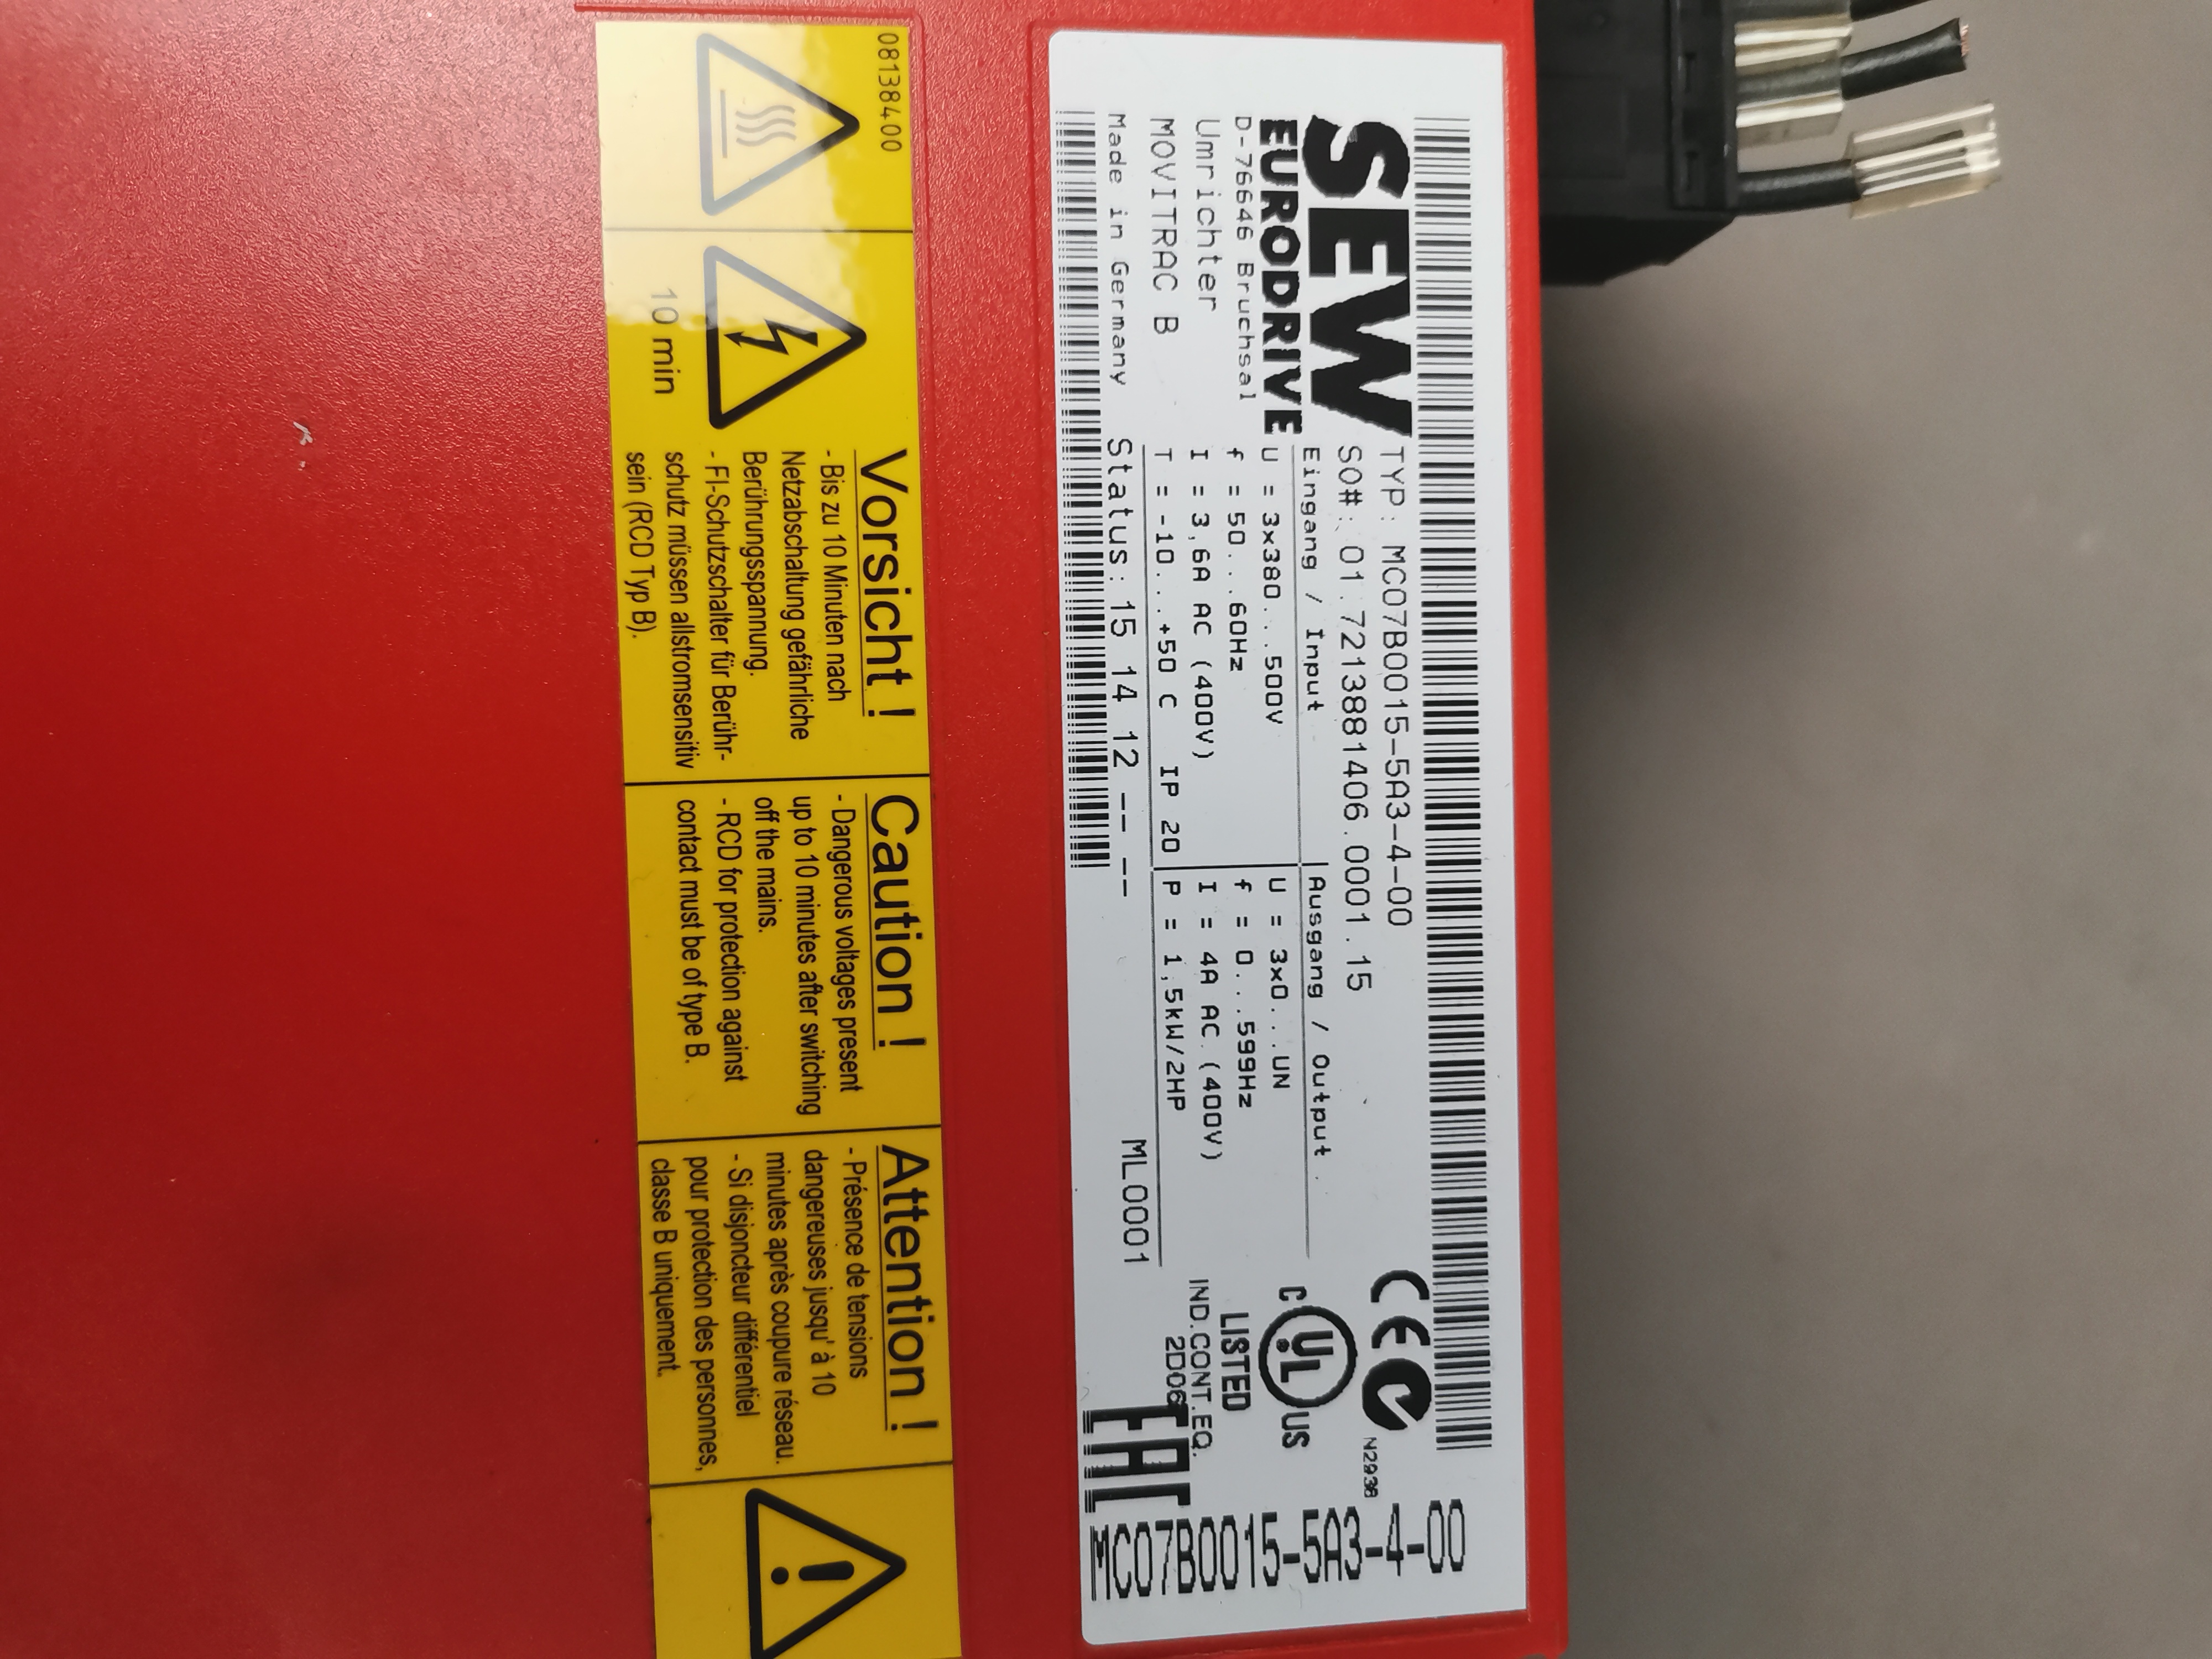 SEW
EURODRIVE
D-76646 Bruchsal
Umrichter
MOVITRAC B
Made in Germany
TYP: MC07B0015-5A3-4-00
SO#: 01.7213881406.0001.15
Eingang / Input
U = 3x380...500V
f = 50...60Hz
I = 3,6A AC (400V)
T = -10...+50 C IP 20
Ausgang / Output
U = 3x0...UN
f = 0...599Hz
I = 4A AC (400V)
P = 1,5kW/2HP
Status: 15 14 12 -- --
ML0001
CE
N2936
C UL US
LISTED
IND.CONT.EQ.
2D06
EAC
MC07B0015-5A3-4-00
08138400
10 min
Vorsicht !
- Bis zu 10 Minuten nach
Netzabschaltung gefährliche
Berührungsspannung.
- FI-Schutzschalter für Berühr-
schutz müssen allstromsensitiv
sein (RCD Typ B).
Caution !
- Dangerous voltages present
up to 10 minutes after switching
off the mains.
- RCD for protection against
contact must be of type B.
Attention !
- Présence de tensions
dangereuses jusqu' à 10
minutes après coupure réseau.
- Si disjoncteur différentiel
pour protection des personnes,
classe B uniquement.